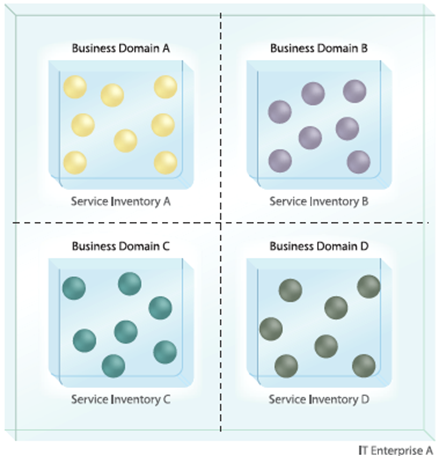 Business Domain A
Business Domain B
Service Inventory A
Service Inventory B
Business Domain C
Business Domain D
Service Inventory C
Service Inventory D
IT Enterprise A